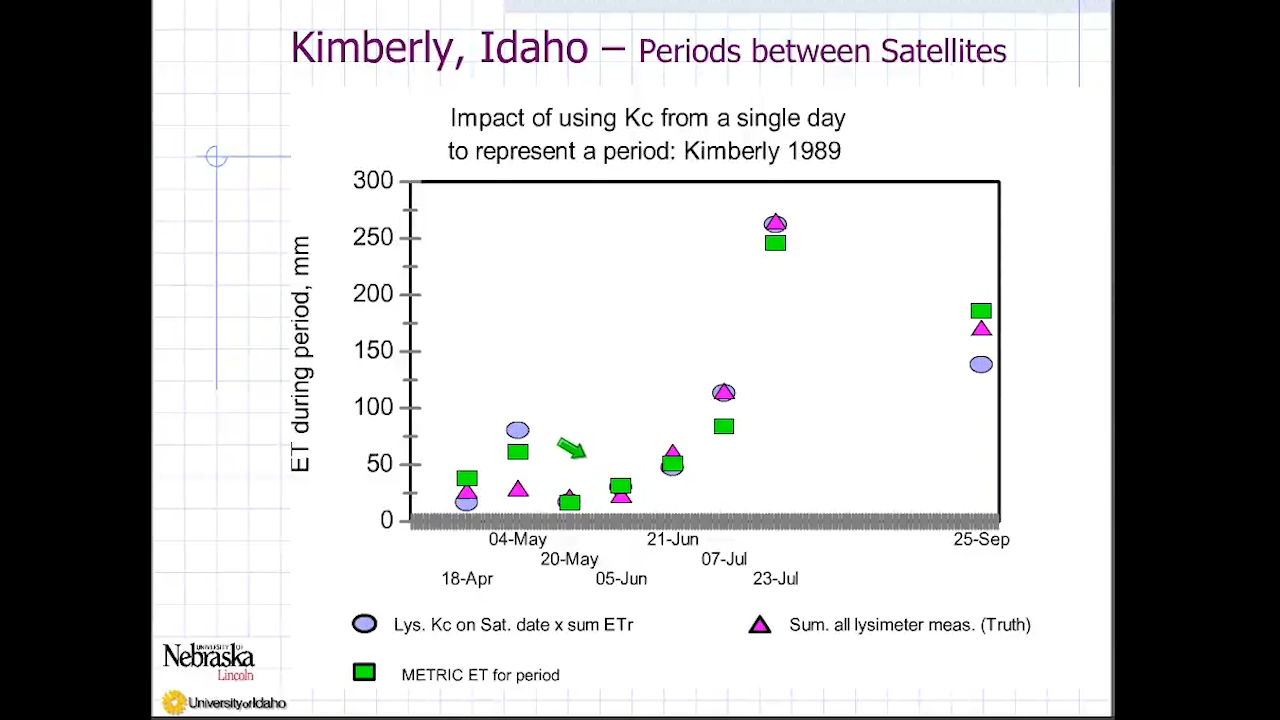 Kimberly, Idaho – Periods between Satellites
Impact of using Kc from a single day
to represent a period: Kimberly 1989
ET during period, mm
300
250
200
150
100
50
0
04-May
21-Jun
25-Sep
20-May
07-Jul
18-Apr
05-Jun
23-Jul
Lys. Kc on Sat. date x sum ETr
Sum. all lysimeter meas. (Truth)
METRIC ET for period
UNIVERSITY OF
Nebraska
Lincoln
University of Idaho